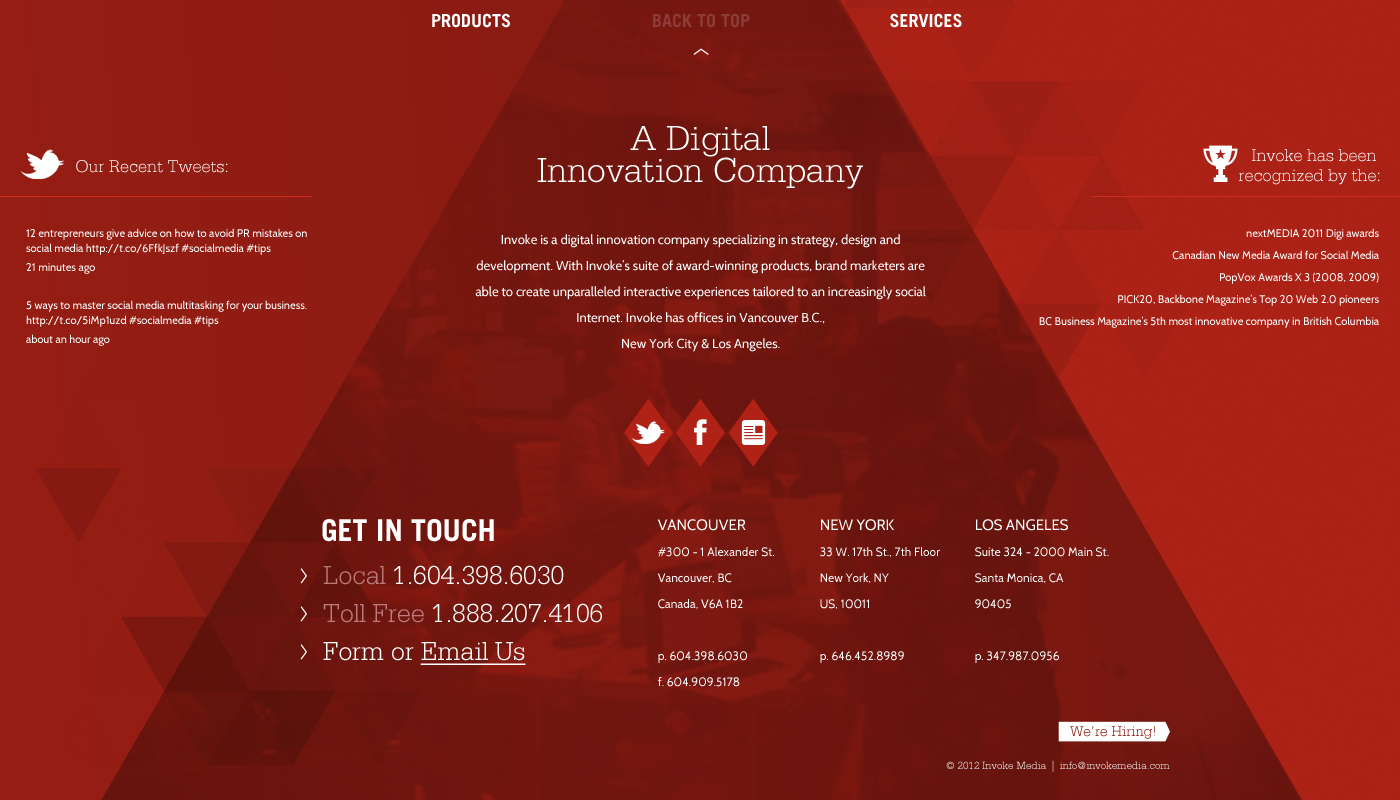 PRODUCTS
BACK TO TOP
SERVICES
A Digital
Innovation Company
Our Recent Tweets:
Invoke has been
recognized by the:
12 entrepreneurs give advice on how to avoid PR mistakes on
social media http://t.co/6FfkJszf #socialmedia #tips
21 minutes ago
5 ways to master social media multitasking for your business.
http://t.co/5iMp1uzd #socialmedia #tips
about an hour ago
Invoke is a digital innovation company specializing in strategy, design and
development. With Invoke's suite of award-winning products, brand marketers are
able to create unparalleled interactive experiences tailored to an increasingly social
Internet. Invoke has offices in Vancouver B.C.,
New York City & Los Angeles.
nextMEDIA 2011 Digi awards
Canadian New Media Award for Social Media
PopVox Awards X 3 (2008, 2009)
PICK20, Backbone Magazine's Top 20 Web 2.0 pioneers
BC Business Magazine's 5th most innovative company in British Columbia
GET IN TOUCH
Local 1.604.398.6030
Toll Free 1.888.207.4106
Form or Email Us
VANCOUVER
#300 - 1 Alexander St.
Vancouver, BC
Canada, V6A 1B2
p. 604.398.6030
f. 604.909.5178
NEW YORK
33 W. 17th St., 7th Floor
New York, NY
US, 10011
p. 646.452.8989
LOS ANGELES
Suite 324 - 2000 Main St.
Santa Monica, CA
90405
p. 347.987.0956
We're Hiring!
© 2012 Invoke Media | info@invokemedia.com